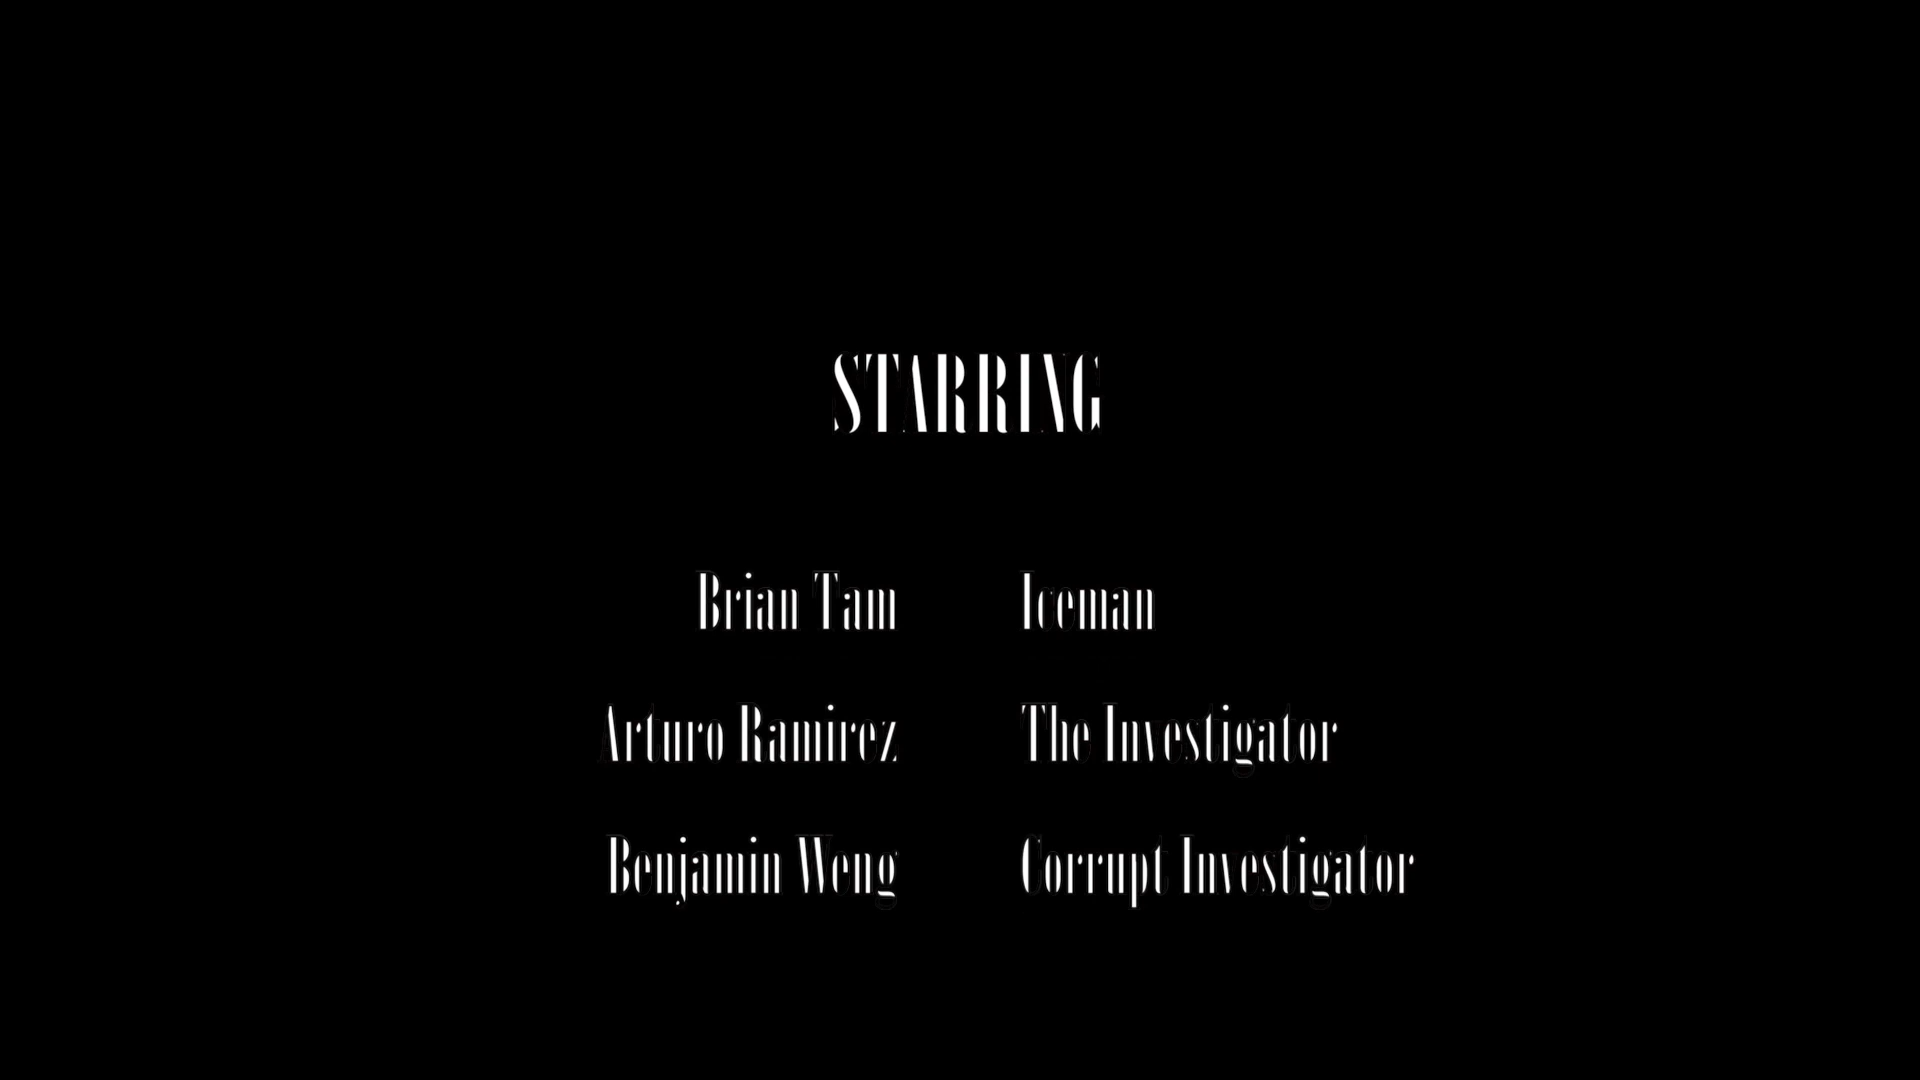 STARRING
Brian Tam Iceman
Arturo Ramirez The Investigator
Benjamin Weng Corrupt Investigator